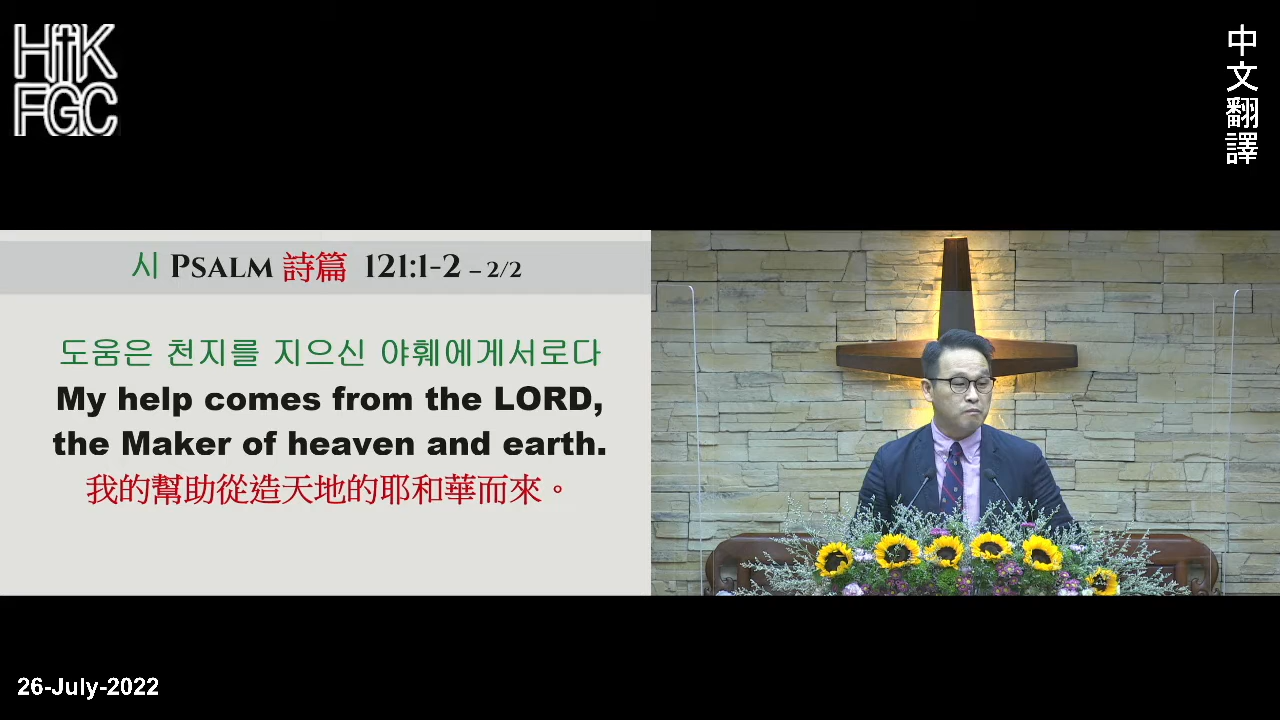 HKFGC
中文翻譯
시 PSALM 詩篇 121:1-2 – 2/2
도움은 천지를 지으신 야훼에게서로다
My help comes from the LORD,
the Maker of heaven and earth.
我的幫助從造天地的耶和華而來。
26-July-2022